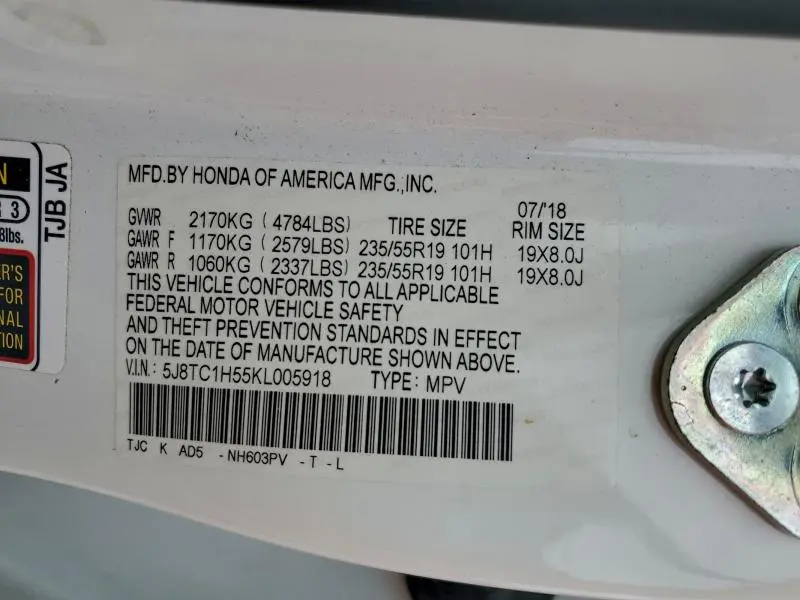 MFD.BY HONDA OF AMERICA MFG.,INC.
07/'18
GVWR 2170KG (4784LBS) TIRE SIZE RIM SIZE
GAWR F 1170KG (2579LBS) 235/55R19 101H 19X8.0J
GAWR R 1060KG (2337LBS) 235/55R19 101H 19X8.0J
THIS VEHICLE CONFORMS TO ALL APPLICABLE
FEDERAL MOTOR VEHICLE SAFETY
AND THEFT PREVENTION STANDARDS IN EFFECT
ON THE DATE OF MANUFACTURE SHOWN ABOVE.
V.I.N.: 5J8TC1H55KL005918 TYPE: MPV
TJC K AD5 -NH603PV -T -L
TJB JA
3
8lbs.
FOR